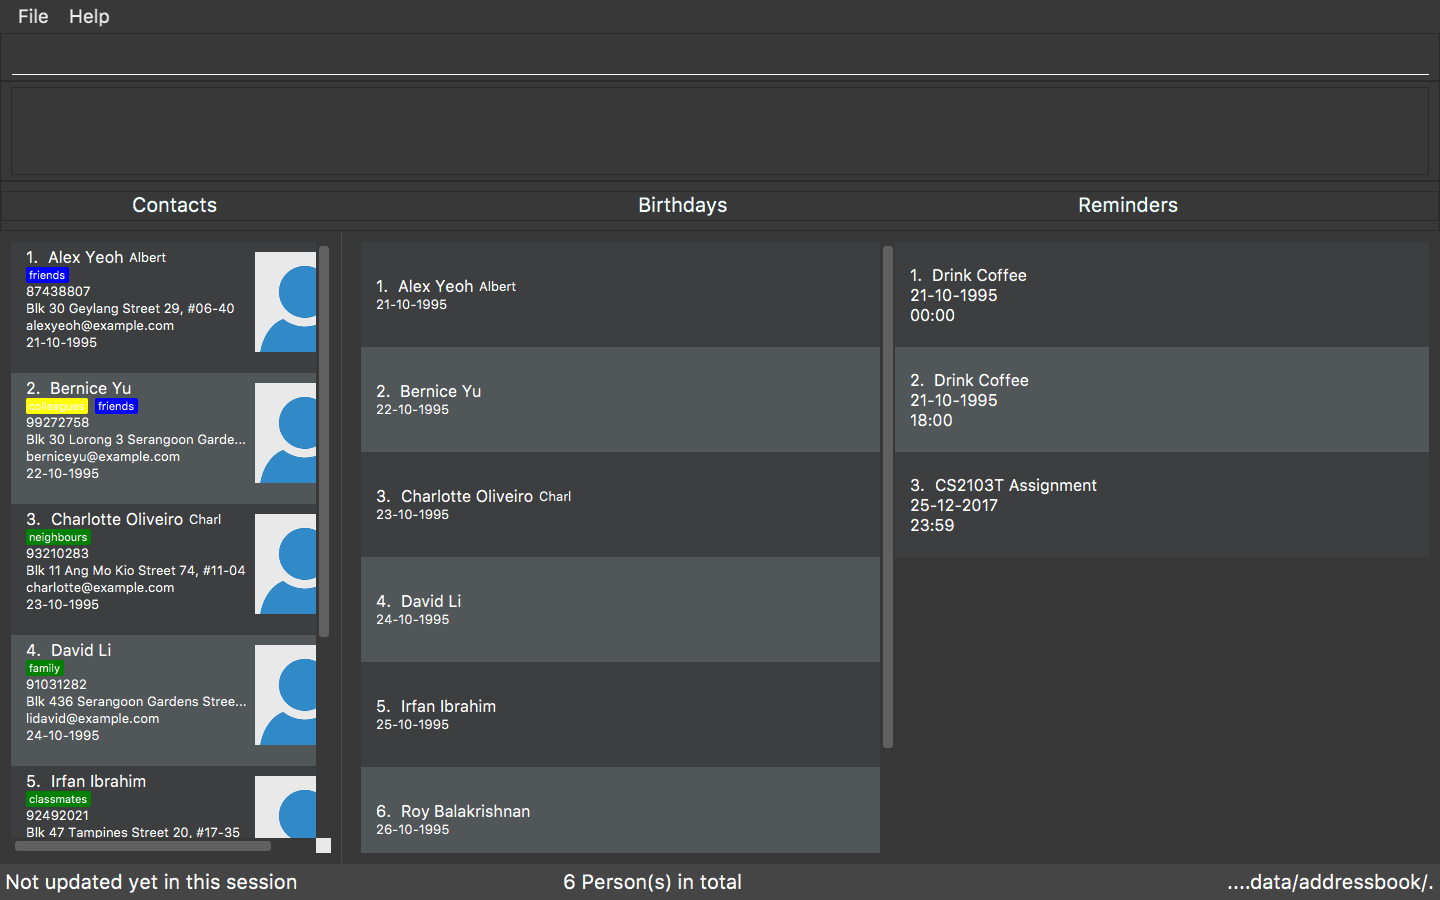 File Help
Contacts
Birthdays
Reminders
1. Alex Yeoh Albert
friends
87438807
Blk 30 Geylang Street 29, #06-40
alexyeoh@example.com
21-10-1995
2. Bernice Yu
colleagues friends
99272758
Blk 30 Lorong 3 Serangoon Garde...
berniceyu@example.com
22-10-1995
3. Charlotte Oliveiro Charl
neighbours
93210283
Blk 11 Ang Mo Kio Street 74, #11-04
charlotte@example.com
23-10-1995
4. David Li
family
91031282
Blk 436 Serangoon Gardens Stree...
lidavid@example.com
24-10-1995
5. Irfan Ibrahim
classmates
92492021
Blk 47 Tampines Street 20, #17-35
1. Alex Yeoh Albert
21-10-1995
2. Bernice Yu
22-10-1995
3. Charlotte Oliveiro Charl
23-10-1995
4. David Li
24-10-1995
5. Irfan Ibrahim
25-10-1995
6. Roy Balakrishnan
26-10-1995
1. Drink Coffee
21-10-1995
00:00
2. Drink Coffee
21-10-1995
18:00
3. CS2103T Assignment
25-12-2017
23:59
Not updated yet in this session
6 Person(s) in total
....data/addressbook/.